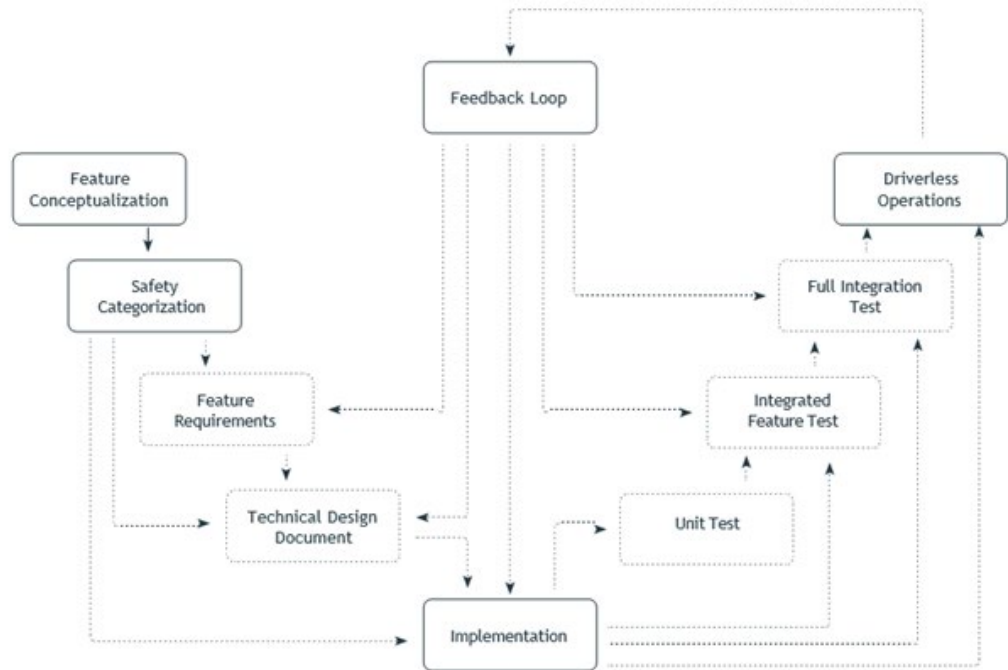 Feedback Loop
Feature
Conceptualization
Driverless
Operations
Safety
Categorization
Full Integration
Test
Feature
Requirements
Integrated
Feature Test
Technical Design
Document
Unit Test
Implementation